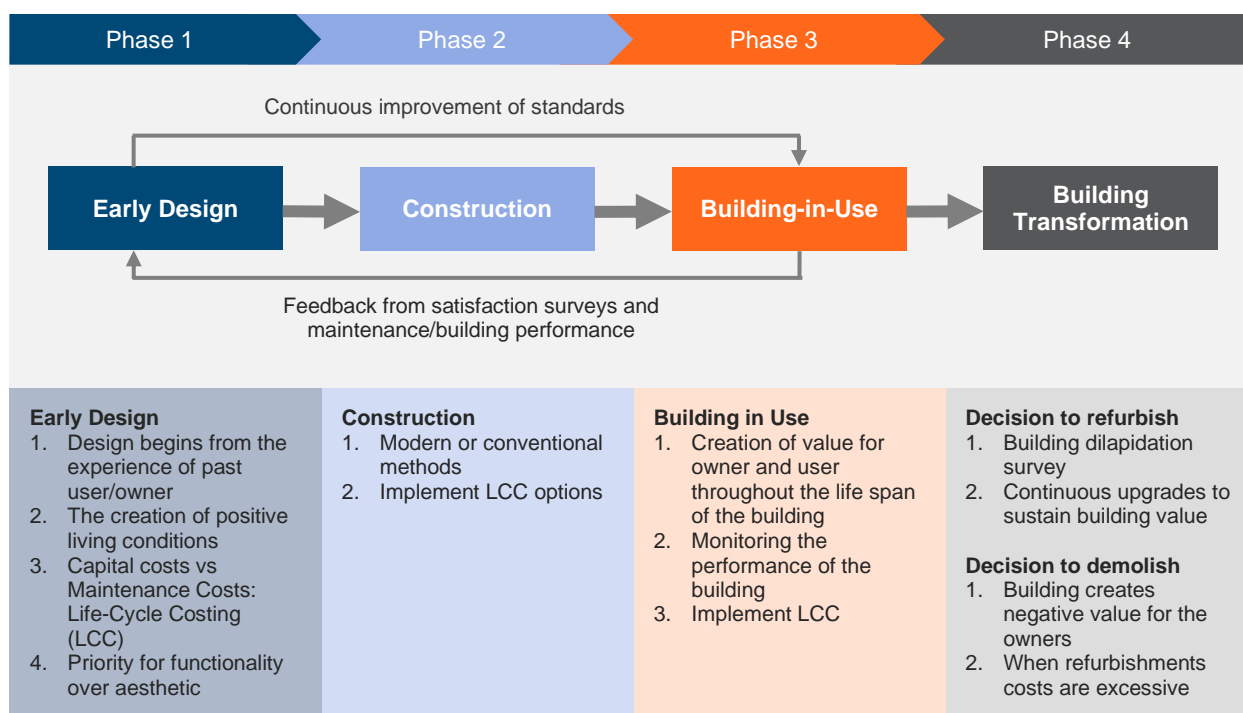 Phase 1
Phase 2
Phase 3
Phase 4
Continuous improvement of standards
Early Design
Construction
Building-in-Use
Building
Transformation
Feedback from satisfaction surveys and
maintenance/building performance
Early Design
1. Design begins from the
experience of past
user/owner
2. The creation of positive
living conditions
3. Capital costs vs
Maintenance Costs:
Life-Cycle Costing
(LCC)
4. Priority for functionality
over aesthetic
Construction
1. Modern or conventional
methods
2. Implement LCC options
Building in Use
1. Creation of value for
owner and user
throughout the life span
of the building
2. Monitoring the
performance of the
building
3. Implement LCC
Decision to refurbish
1. Building dilapidation
survey
2. Continuous upgrades to
sustain building value
Decision to demolish
1. Building creates
negative value for the
owners
2. When refurbishments
costs are excessive